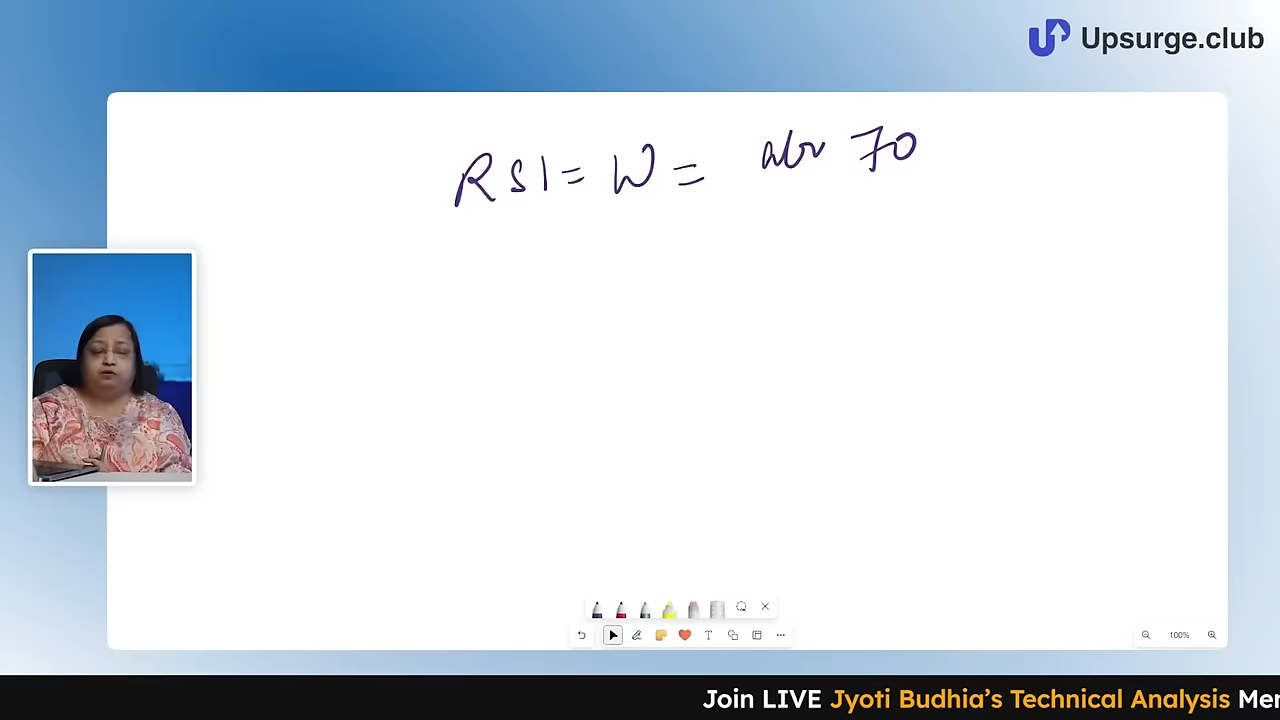 Upsurge.club
RSI = W = abv 70
100%
Join LIVE Jyoti Budhia's Technical Analysis Mer